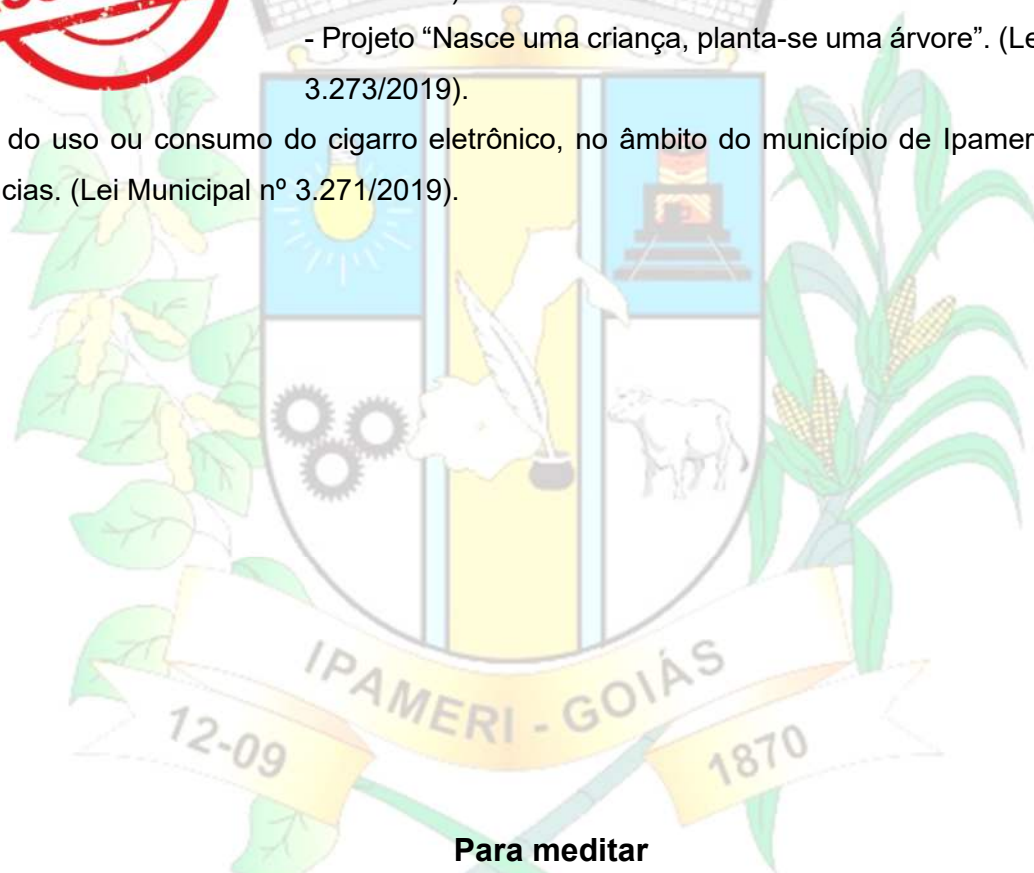 - Projeto “Nasce uma criança, planta-se uma árvore”. (Le
3.273/2019).
do uso ou consumo do cigarro eletrônico, no âmbito do município de Ipamer
cias. (Lei Municipal nº 3.271/2019).
IPAMERI - GOIÁS
12-09
1870
Para meditar